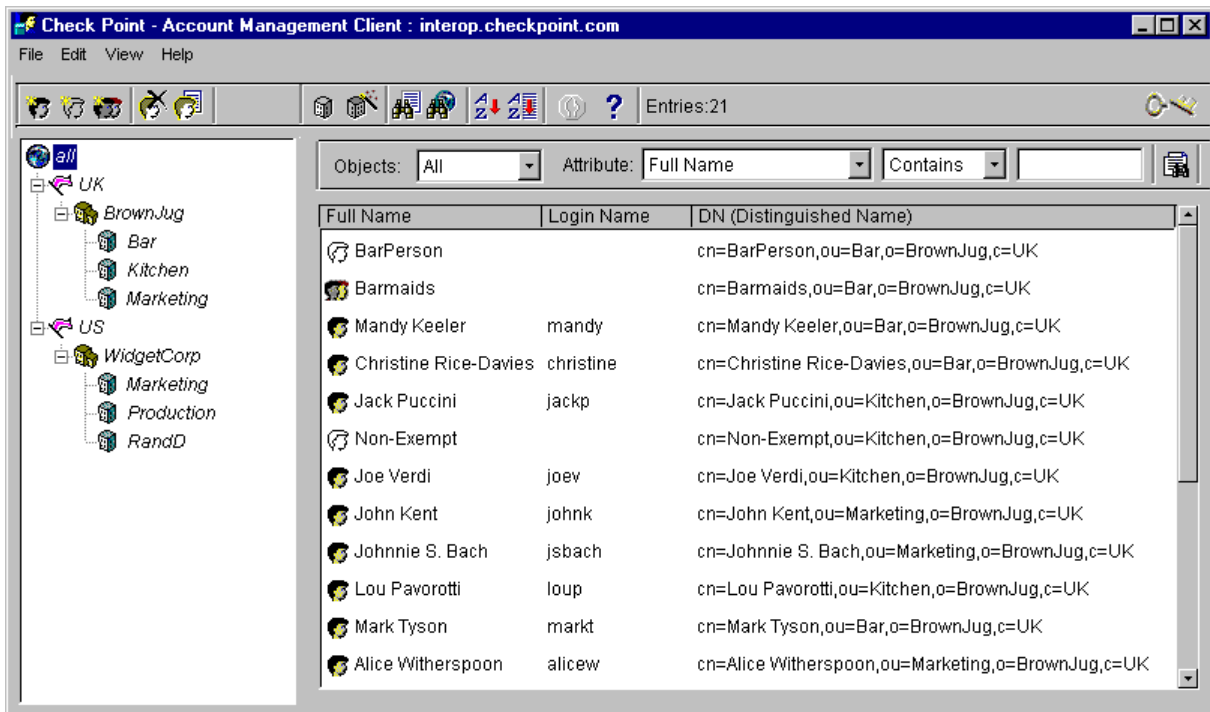 Check Point - Account Management Client : interop.checkpoint.com
File Edit View Help
Entries:21
all
UK
BrownJug
Bar
Kitchen
Marketing
US
WidgetCorp
Marketing
Production
RandD
Objects: All Attribute: Full Name Contains
Full Name Login Name DN (Distinguished Name)
BarPerson cn=BarPerson,ou=Bar,o=BrownJug,c=UK
Barmaids cn=Barmaids,ou=Bar,o=BrownJug,c=UK
Mandy Keeler mandy cn=Mandy Keeler,ou=Bar,o=BrownJug,c=UK
Christine Rice-Davies christine cn=Christine Rice-Davies,ou=Bar,o=BrownJug,c=UK
Jack Puccini jackp cn=Jack Puccini,ou=Kitchen,o=BrownJug,c=UK
Non-Exempt cn=Non-Exempt,ou=Kitchen,o=BrownJug,c=UK
Joe Verdi joev cn=Joe Verdi,ou=Kitchen,o=BrownJug,c=UK
John Kent johnk cn=John Kent,ou=Marketing,o=BrownJug,c=UK
Johnnie S. Bach jsbach cn=Johnnie S. Bach,ou=Marketing,o=BrownJug,c=UK
Lou Pavorotti loup cn=Lou Pavorotti,ou=Kitchen,o=BrownJug,c=UK
Mark Tyson markt cn=Mark Tyson,ou=Bar,o=BrownJug,c=UK
Alice Witherspoon alicew cn=Alice Witherspoon,ou=Marketing,o=BrownJug,c=UK